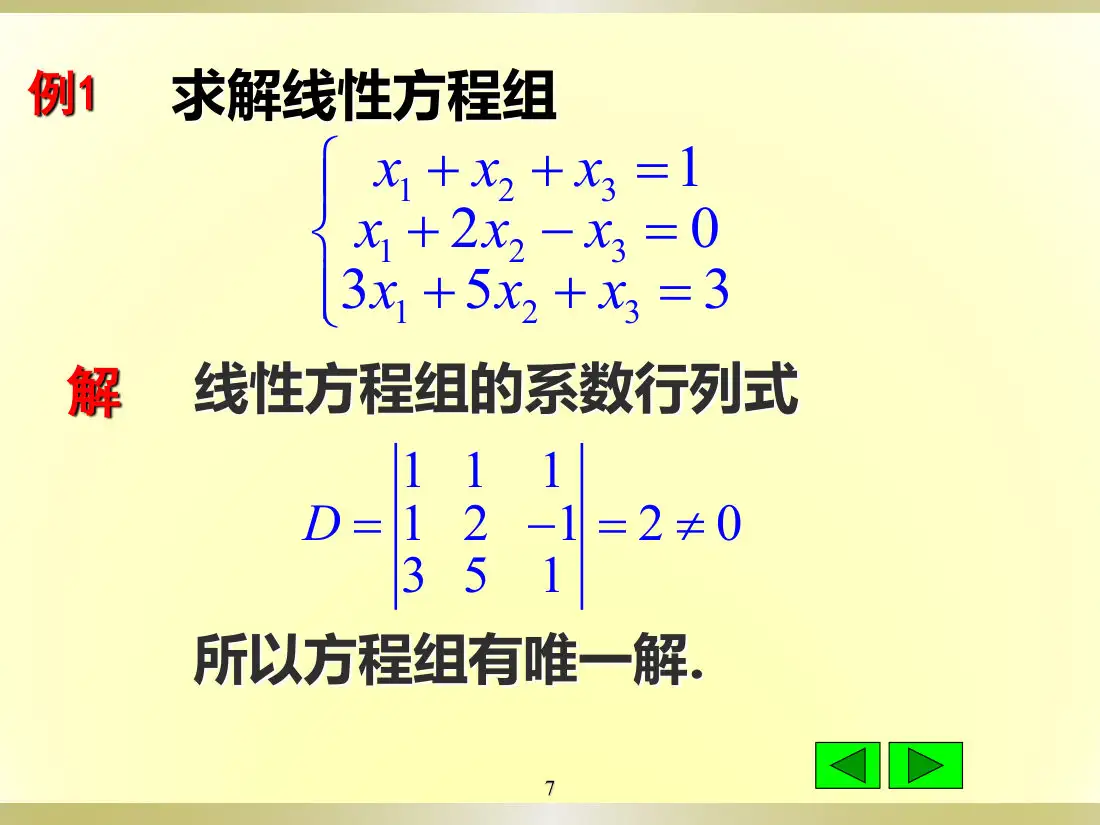 例1 求解线性方程组
x₁ + x₂ + x₃ = 1
x₁ + 2x₂ − x₃ = 0
3x₁ + 5x₂ + x₃ = 3
解 线性方程组的系数行列式
1 1 1
D = 1 2 −1 = 2 ≠ 0
3 5 1
所以方程组有唯一解.
7